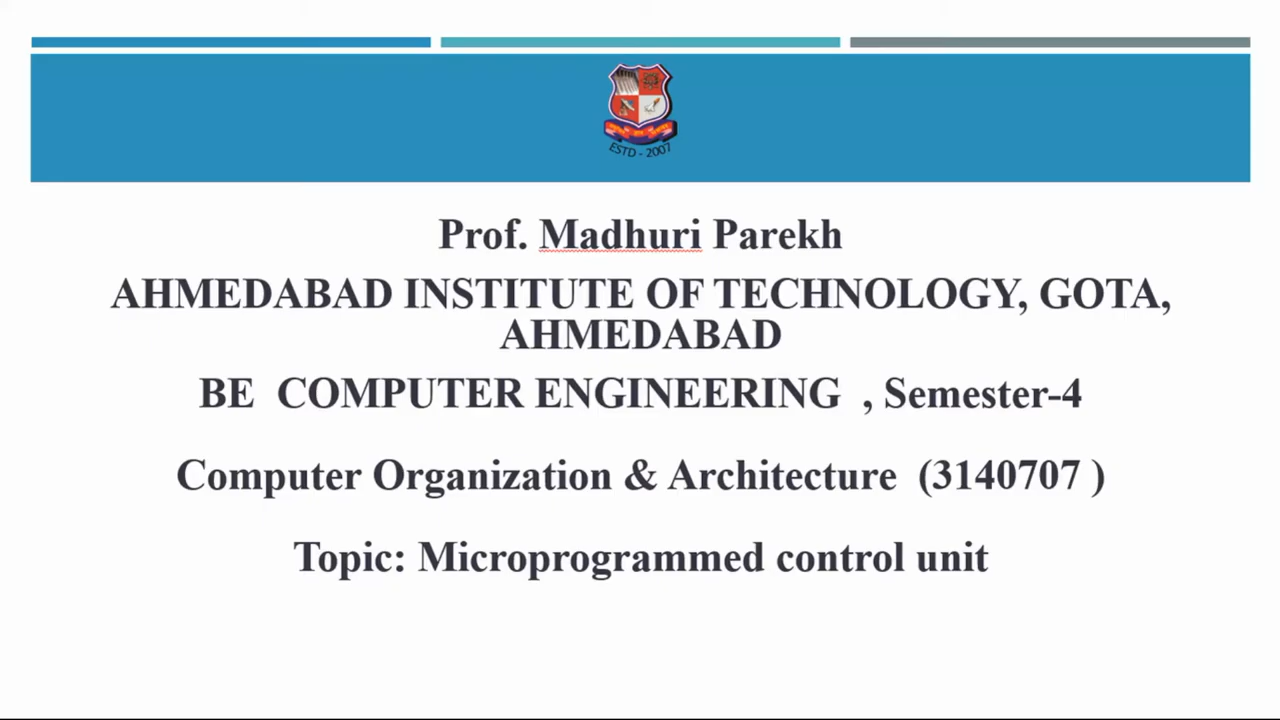 ESTD - 2007
Prof. Madhuri Parekh
AHMEDABAD INSTITUTE OF TECHNOLOGY, GOTA,
AHMEDABAD
BE COMPUTER ENGINEERING , Semester-4
Computer Organization & Architecture (3140707 )
Topic: Microprogrammed control unit